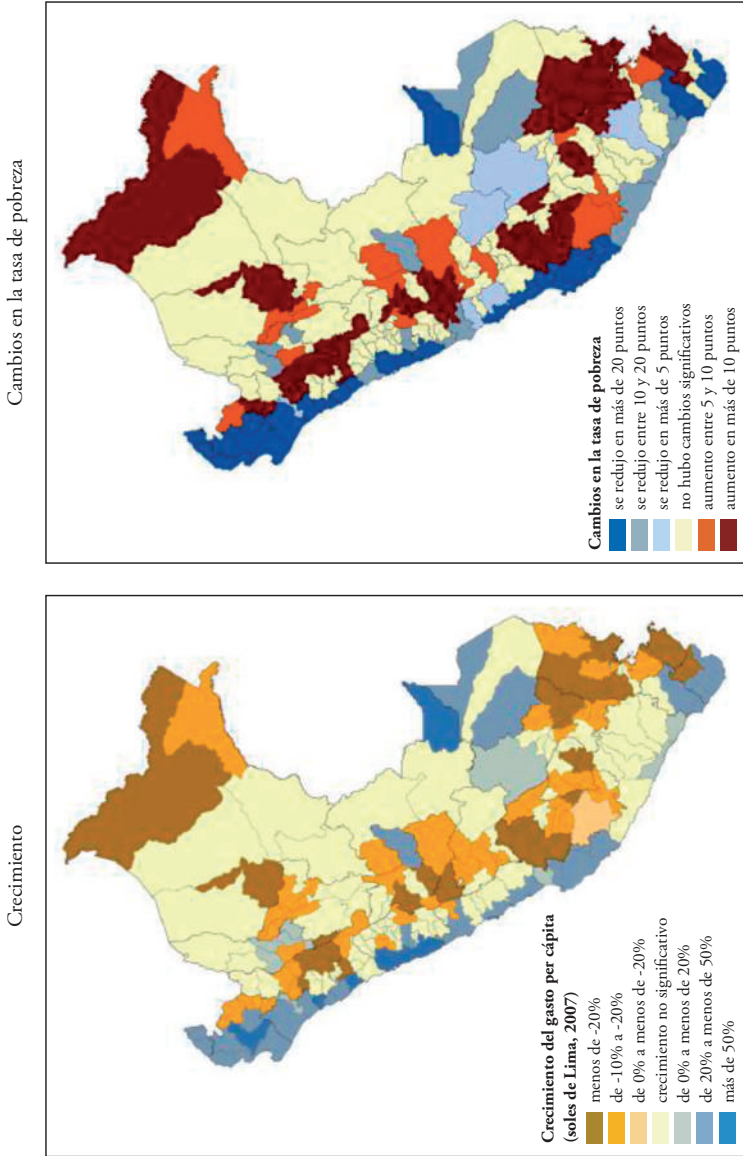 Crecimiento
Crecimiento del gasto per cápita
(soles de Lima, 2007)
menos de -20%
de -10% a -20%
de 0% a menos de -20%
crecimiento no significativo
de 0% a menos de 20%
de 20% a menos de 50%
más de 50%
Cambios en la tasa de pobreza
Cambios en la tasa de pobreza
se redujo en más de 20 puntos
se redujo entre 10 y 20 puntos
se redujo en más de 5 puntos
no hubo cambios significativos
aumento entre 5 y 10 puntos
aumento en más de 10 puntos